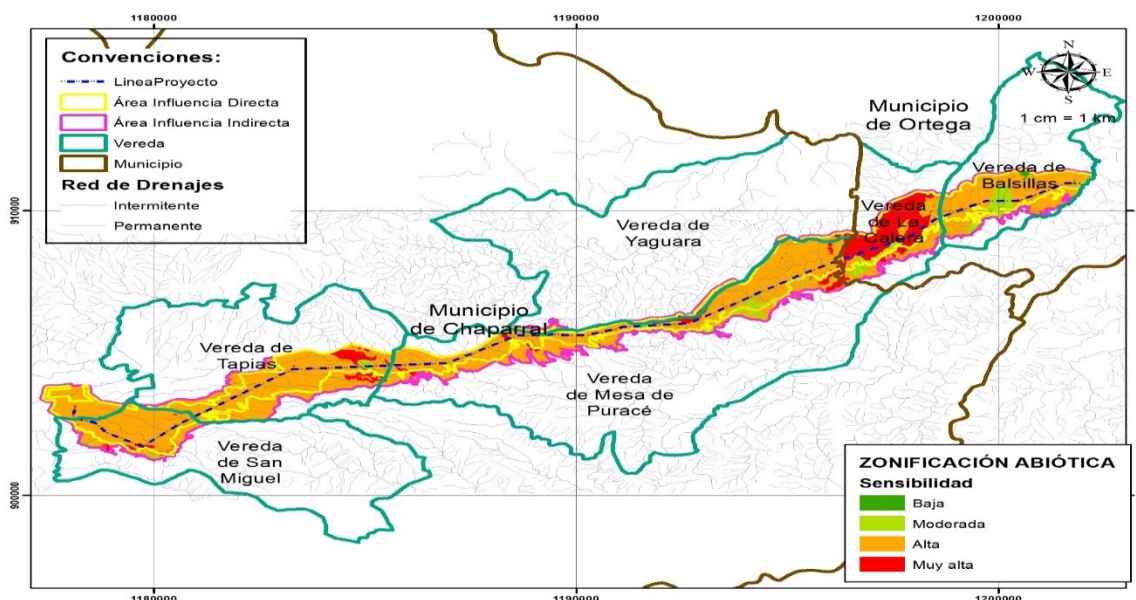 1180000
1190000
1200000
Convenciones:
LineaProyecto
Área Influencia Directa
Área Influencia Indirecta
Vereda
Municipio
Red de Drenajes
Intermitente
Permanente
N
W
E
S
1 cm = 1 km
Municipio
de Ortega
Vereda de
Balsillas
910000
Vereda
de La
Calera
Vereda de
Yaguara
Municipio
de Chaparral
Vereda de
Tapias
Vereda
de Mesa de
Puracé
Vereda
de San
Miguel
900000
ZONIFICACIÓN ABIÓTICA
Sensibilidad
Baja
Moderada
Alta
Muy alta
910000
900000
1180000
1190000
1200000